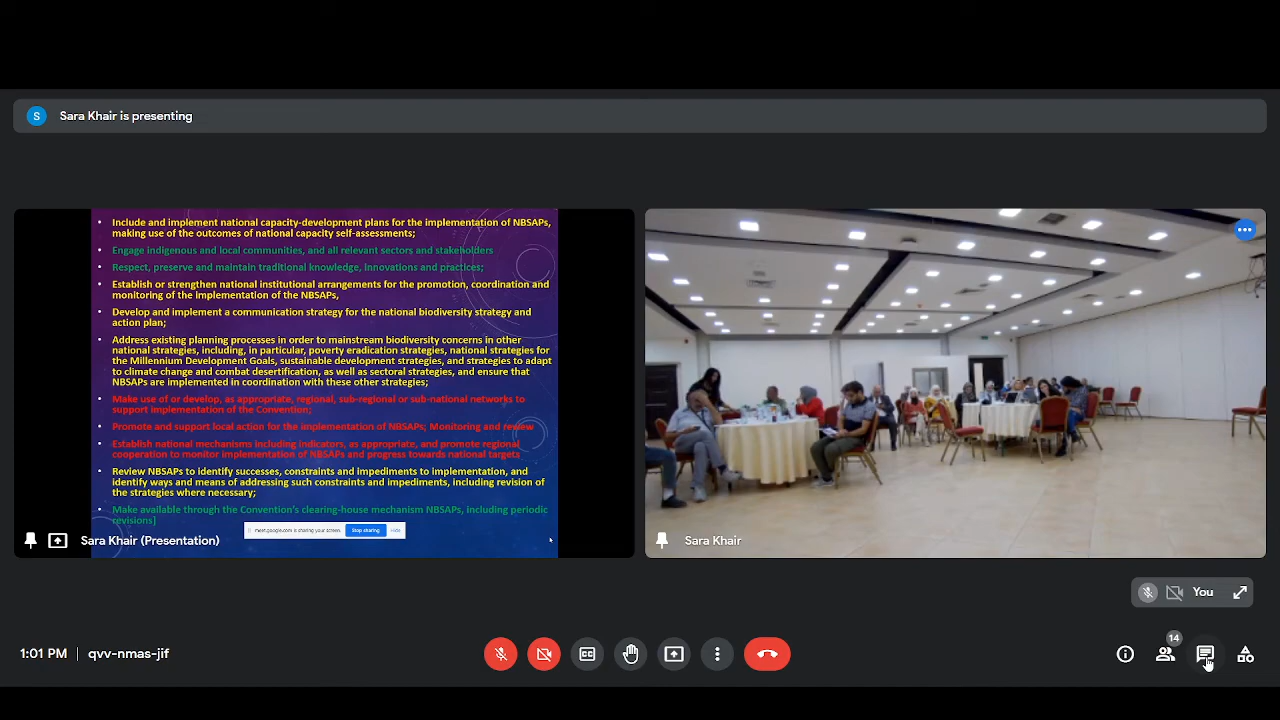 S
Sara Khair is presenting
• Include and implement national capacity-development plans for the implementation of NBSAPs,
making use of the outcomes of national capacity self-assessments;
• Engage indigenous and local communities, and all relevant sectors and stakeholders
• Respect, preserve and maintain traditional knowledge, innovations and practices;
• Establish or strengthen national institutional arrangements for the promotion, coordination and
monitoring of the implementation of the NBSAPs,
• Develop and implement a communication strategy for the national biodiversity strategy and
action plan;
• Address existing planning processes in order to mainstream biodiversity concerns in other
national strategies, including, in particular, poverty eradication strategies, national strategies for
the Millennium Development Goals, sustainable development strategies, and strategies to adapt
to climate change and combat desertification, as well as sectoral strategies, and ensure that
NBSAPs are implemented in coordination with these other strategies;
• Make use of or develop, as appropriate, regional, sub-regional or sub-national networks to
support implementation of the Convention;
• Promote and support local action for the implementation of NBSAPs; Monitoring and review
• Establish national mechanisms including indicators, as appropriate, and promote regional
cooperation to monitor implementation of NBSAPs and progress towards national targets
• Review NBSAPs to identify successes, constraints and impediments to implementation, and
identify ways and means of addressing such constraints and impediments, including revision of
the strategies where necessary;
• Make available through the Convention's clearing-house mechanism NBSAPs, including periodic
revisions
meet.google.com is sharing your screen. Stop sharing Hide
Sara Khair (Presentation)
Sara Khair
You
1:01 PM | qvv-nmas-jif
14